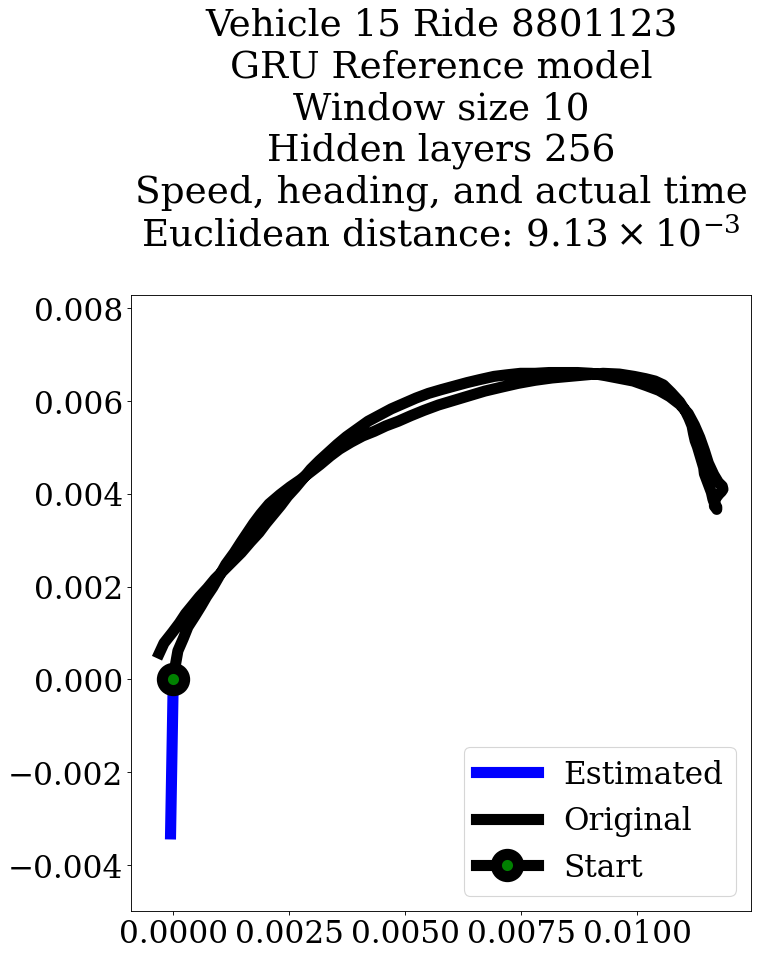 Vehicle 15 Ride 8801123
GRU Reference model
Window size 10
Hidden layers 256
Speed, heading, and actual time
Euclidean distance: 9.13 × 10⁻³
0.008
0.006
0.004
0.002
0.000
−0.002
−0.004
Estimated
Original
Start
0.0000 0.0025 0.0050 0.0075 0.0100